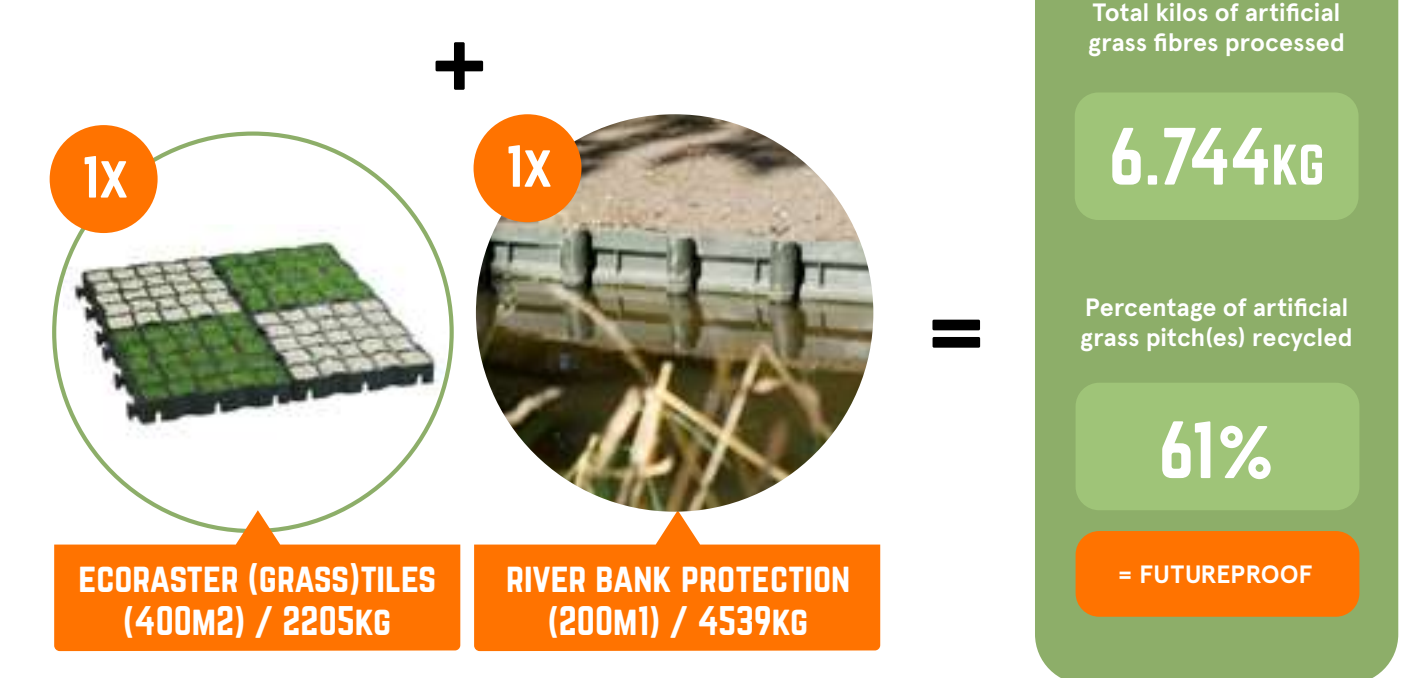 +
1X
ECORASTER (GRASS)TILES
(400M2) / 2205KG
1X
RIVER BANK PROTECTION
(200M1) / 4539KG
=
Total kilos of artificial
grass fibres processed
6.744KG
Percentage of artificial
grass pitch(es) recycled
61%
= FUTUREPROOF